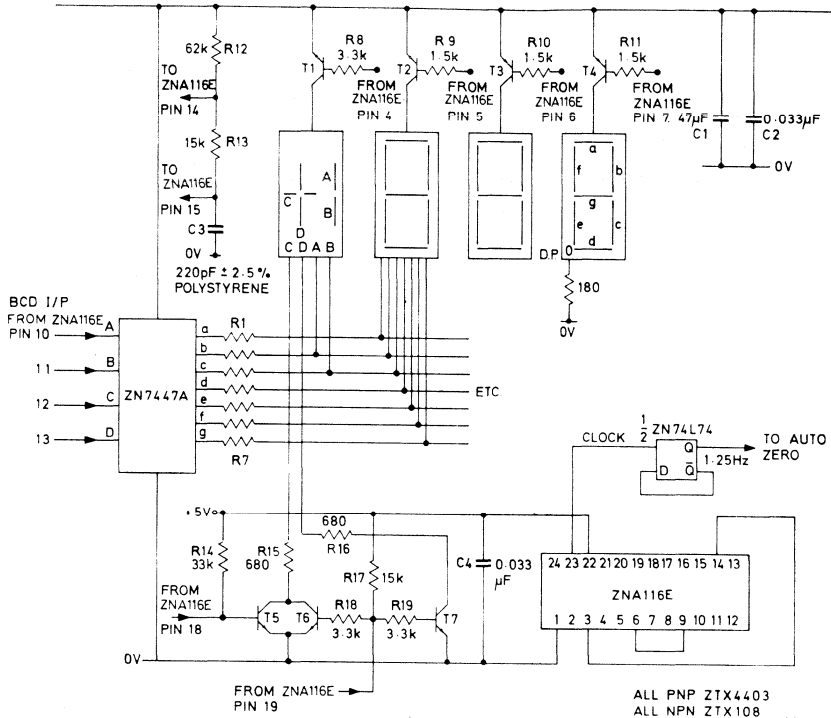 62k R12
TO
ZNA116E
PIN 14
15k R13
TO
ZNA116E
PIN 15
C3
0V
220pF ± 2.5%
POLYSTYRENE
T1
R8
3.3k
FROM
ZNA116E
PIN 4
T2
R9
1.5k
FROM
ZNA116E
PIN 5
T3
R10
1.5k
FROM
ZNA116E
PIN 6
T4
R11
1.5k
FROM
ZNA116E
PIN 7
47µF
C1
0.033µF
C2
0V
A
C
B
D
C D A B
a
f b
g
e c
d
D.P. O
180
0V
BCD I/P
FROM ZNA116E
PIN 10
11
12
13
A
B
C
D
ZN7447A
a
b
c
d
e
f
g
R1
R7
ETC
CLOCK
1/2 ZN74L74
Q
D Q̅
1.25Hz
TO AUTO
ZERO
+5V
R14
33k
R15
680
680
R16
R17 15k
C4 0.033
µF
FROM
ZNA116E
PIN 18
T5 T6
R18
3.3k
R19
3.3k
T7
0V
FROM ZNA116E
PIN 19
24 23 22 21 20 19 18 17 16 15 14 13
ZNA116E
1 2 3 4 5 6 7 8 9 10 11 12
ALL PNP ZTX4403
ALL NPN ZTX108